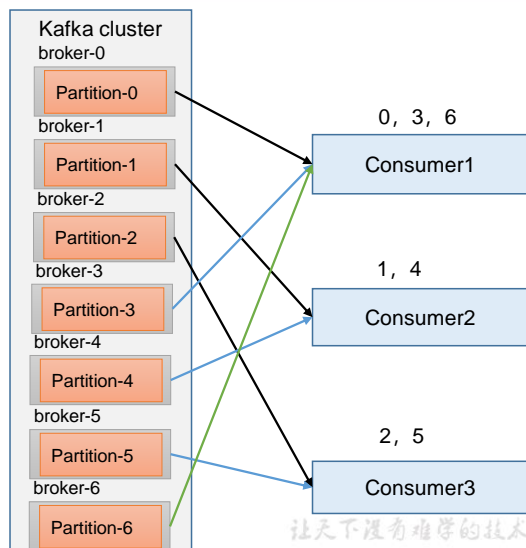 Kafka cluster
broker-0
Partition-0
broker-1
Partition-1
broker-2
Partition-2
broker-3
Partition-3
broker-4
Partition-4
broker-5
Partition-5
broker-6
Partition-6
0，3，6
Consumer1
1，4
Consumer2
2，5
Consumer3
让天下没有难学的技术